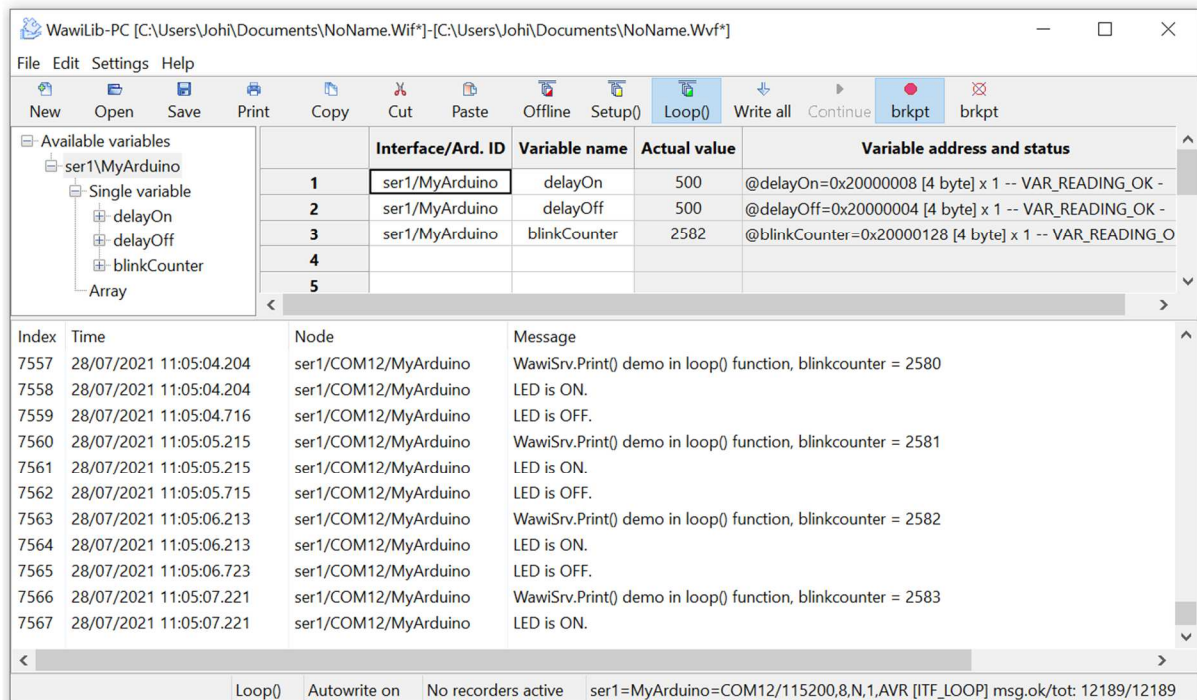 WawiLib-PC [C:\Users\Johi\Documents\NoName.Wif*]-[C:\Users\Johi\Documents\NoName.Wvf*]
File Edit Settings Help
New Open Save Print Copy Cut Paste Offline Setup() Loop() Write all Continue brkpt brkpt
Available variables
ser1\MyArduino
Single variable
delayOn
delayOff
blinkCounter
Array
Interface/Ard. ID Variable name Actual value Variable address and status
1 ser1/MyArduino delayOn 500 @delayOn=0x20000008 [4 byte] x 1 -- VAR_READING_OK -
2 ser1/MyArduino delayOff 500 @delayOff=0x20000004 [4 byte] x 1 -- VAR_READING_OK -
3 ser1/MyArduino blinkCounter 2582 @blinkCounter=0x20000128 [4 byte] x 1 -- VAR_READING_O
4
5
Index Time Node Message
7557 28/07/2021 11:05:04.204 ser1/COM12/MyArduino WawiSrv.Print() demo in loop() function, blinkcounter = 2580
7558 28/07/2021 11:05:04.204 ser1/COM12/MyArduino LED is ON.
7559 28/07/2021 11:05:04.716 ser1/COM12/MyArduino LED is OFF.
7560 28/07/2021 11:05:05.215 ser1/COM12/MyArduino WawiSrv.Print() demo in loop() function, blinkcounter = 2581
7561 28/07/2021 11:05:05.215 ser1/COM12/MyArduino LED is ON.
7562 28/07/2021 11:05:05.715 ser1/COM12/MyArduino LED is OFF.
7563 28/07/2021 11:05:06.213 ser1/COM12/MyArduino WawiSrv.Print() demo in loop() function, blinkcounter = 2582
7564 28/07/2021 11:05:06.213 ser1/COM12/MyArduino LED is ON.
7565 28/07/2021 11:05:06.723 ser1/COM12/MyArduino LED is OFF.
7566 28/07/2021 11:05:07.221 ser1/COM12/MyArduino WawiSrv.Print() demo in loop() function, blinkcounter = 2583
7567 28/07/2021 11:05:07.221 ser1/COM12/MyArduino LED is ON.
Loop() Autowrite on No recorders active ser1=MyArduino=COM12/115200,8,N,1,AVR [ITF_LOOP] msg.ok/tot: 12189/12189